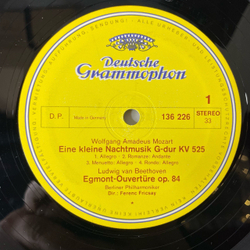 Deutsche
Grammophon
D.P.
Made in Germany
136 226
1
STEREO
33
Wolfgang Amadeus Mozart
Eine kleine Nachtmusik G-dur KV 525
1. Allegro 2. Romanze: Andante
3. Menuetto: Allegro 4. Rondo: Allegro
Ludwig van Beethoven
Egmont-Ouvertüre op. 84
Berliner Philharmoniker
Dir.: Ferenc Fricsay